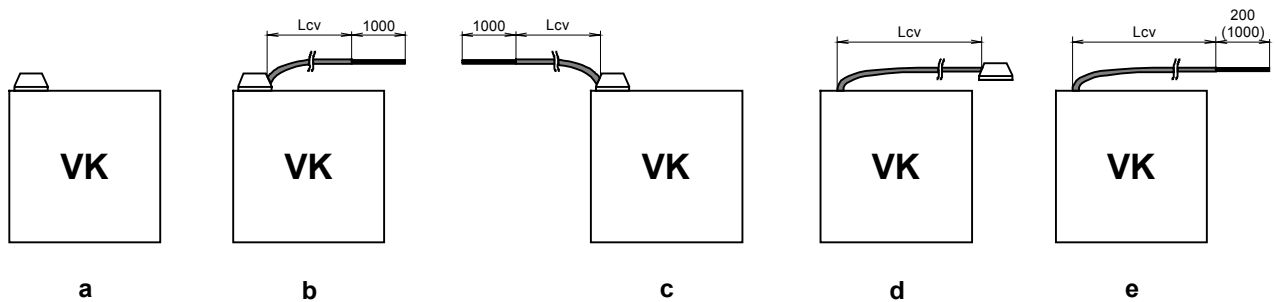 Lcv 1000
1000 Lcv
Lcv
Lcv 200
(1000)
VK VK VK VK VK
a b c d e